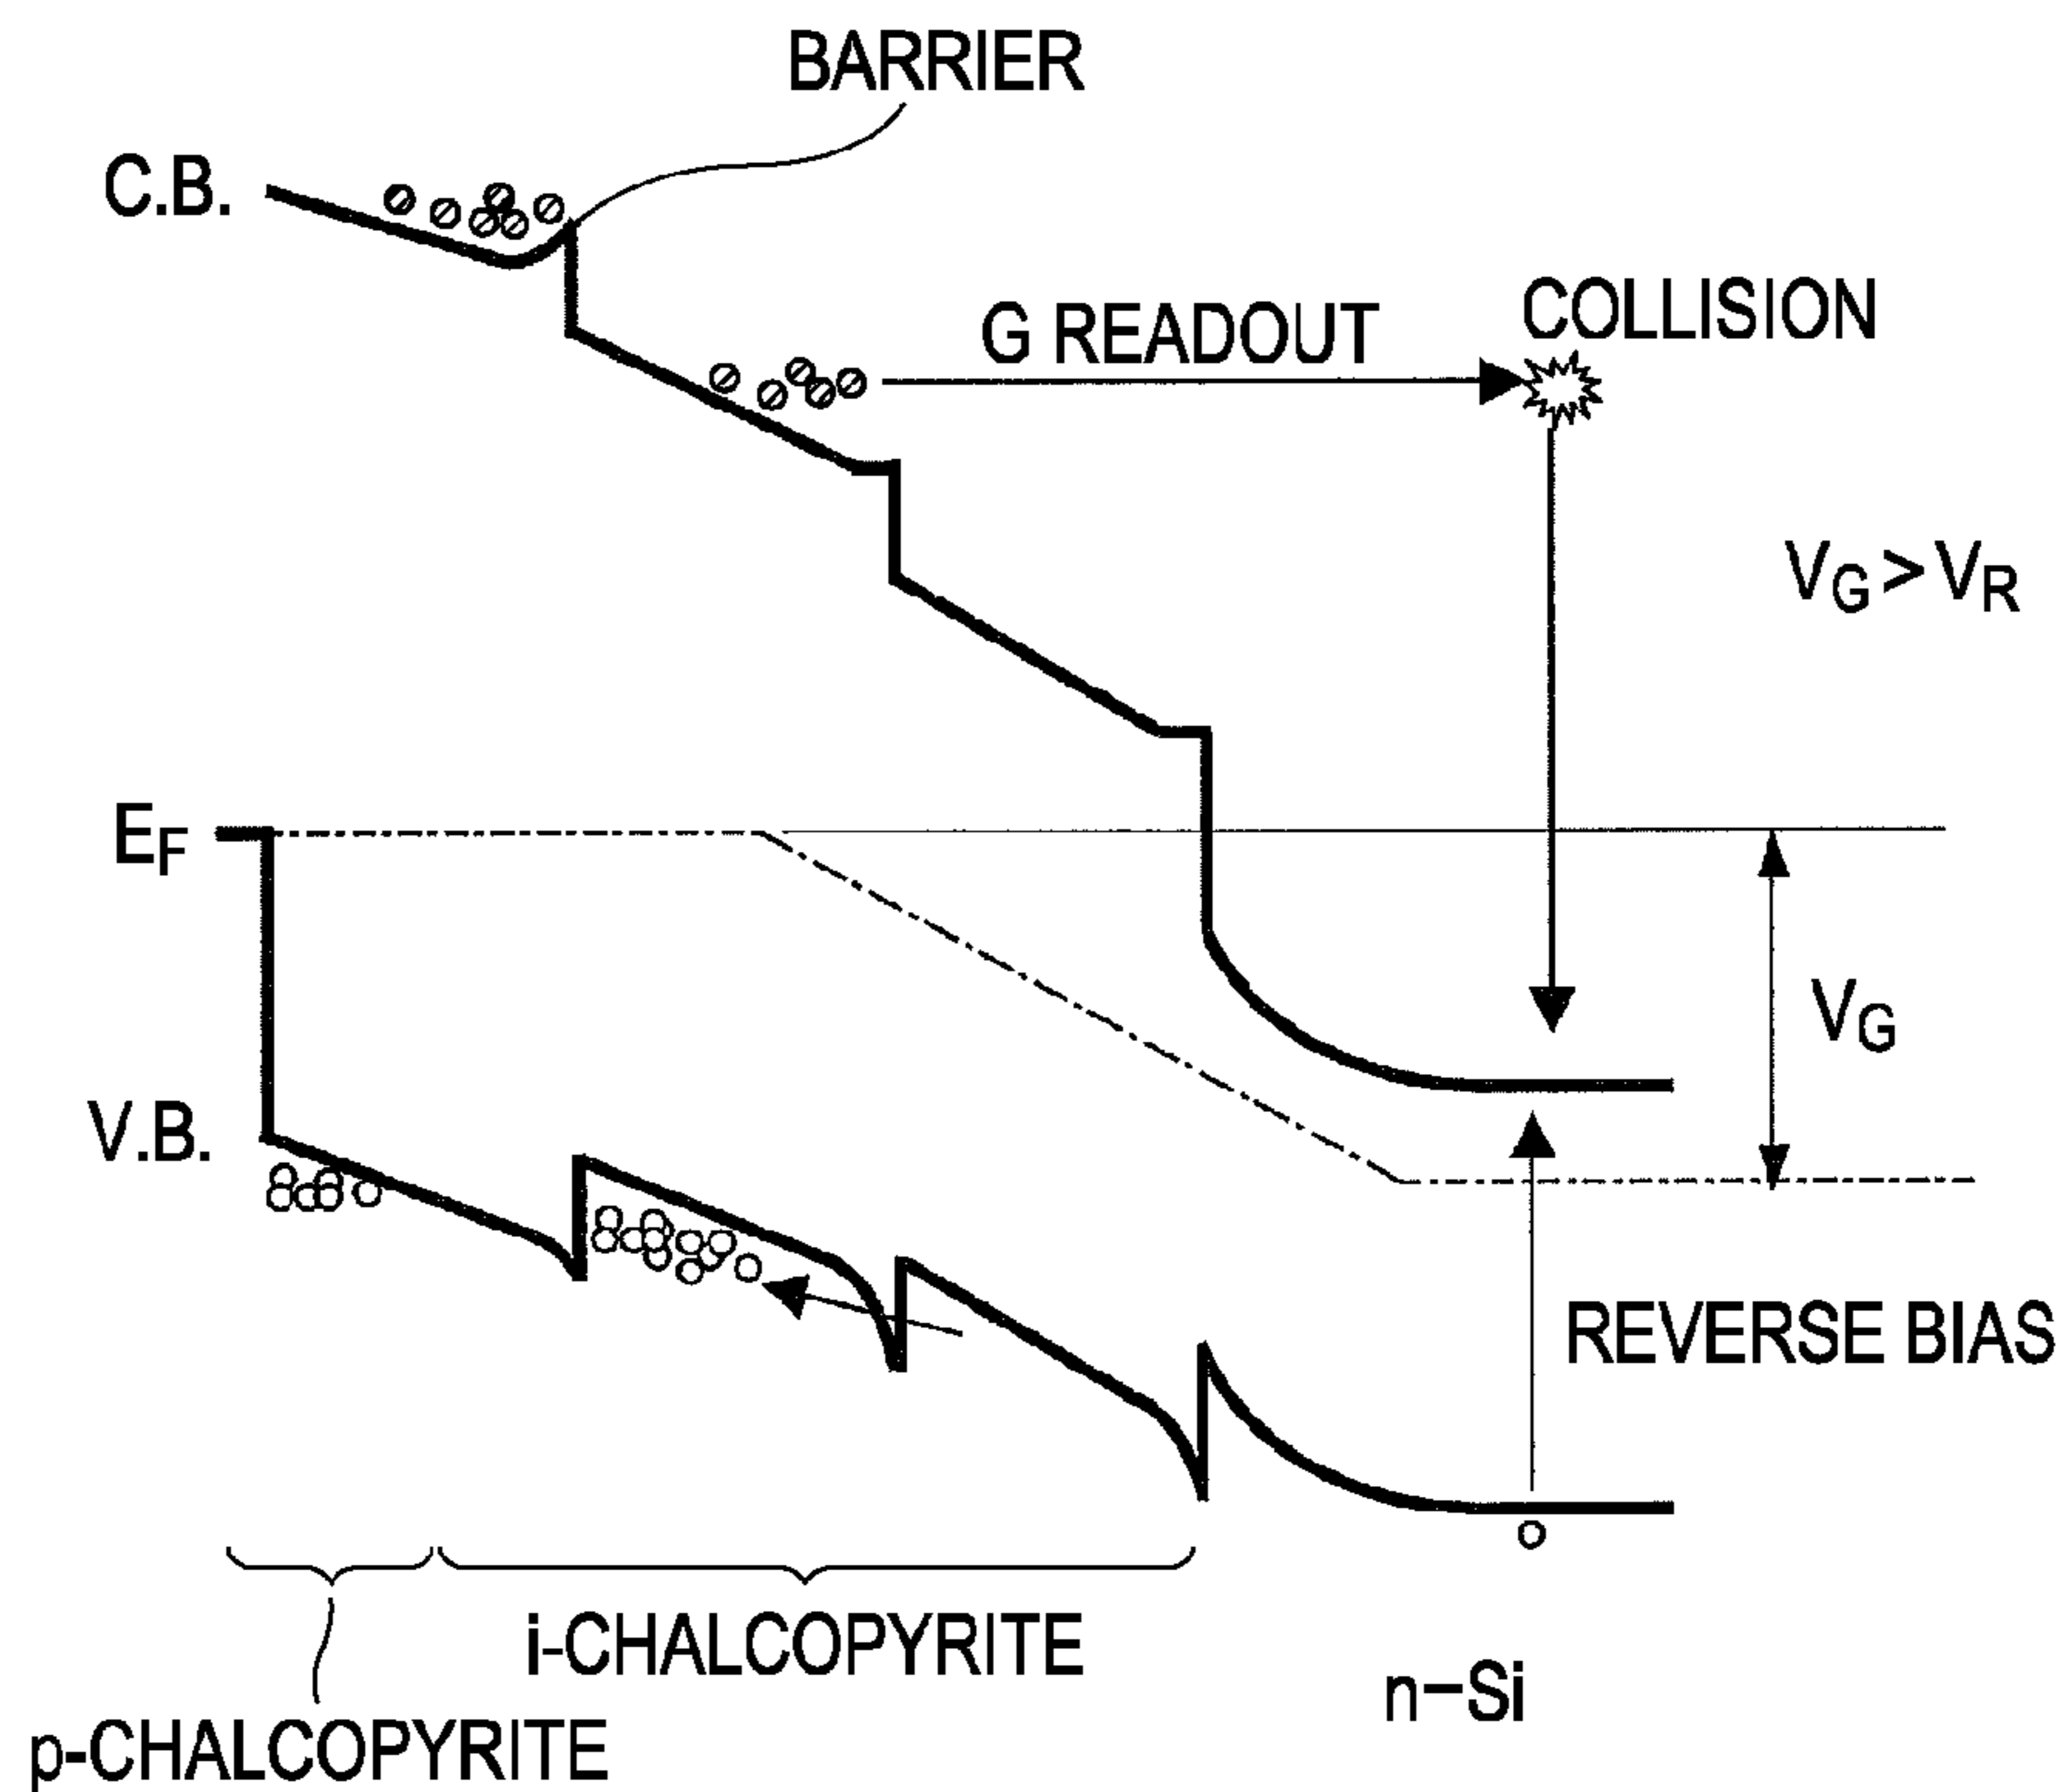 BARRIER
C.B.
G READOUT
COLLISION
VG > VR
EF
VG
V.B.
REVERSE BIAS
i-CHALCOPYRITE
n-Si
p-CHALCOPYRITE